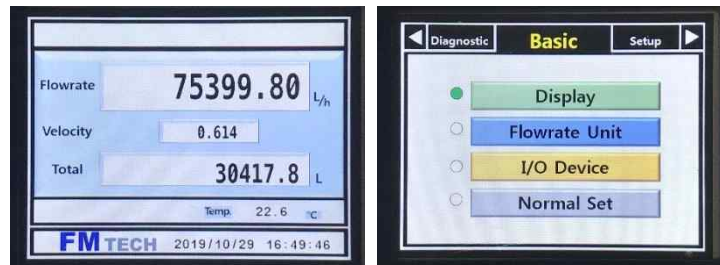 Flowrate 75399.80 L/h
Velocity 0.614
Total 30417.8 L
Temp. 22.6 °C
FM TECH 2019/10/29 16:49:46
Diagnostic Basic Setup
Display
Flowrate Unit
I/O Device
Normal Set